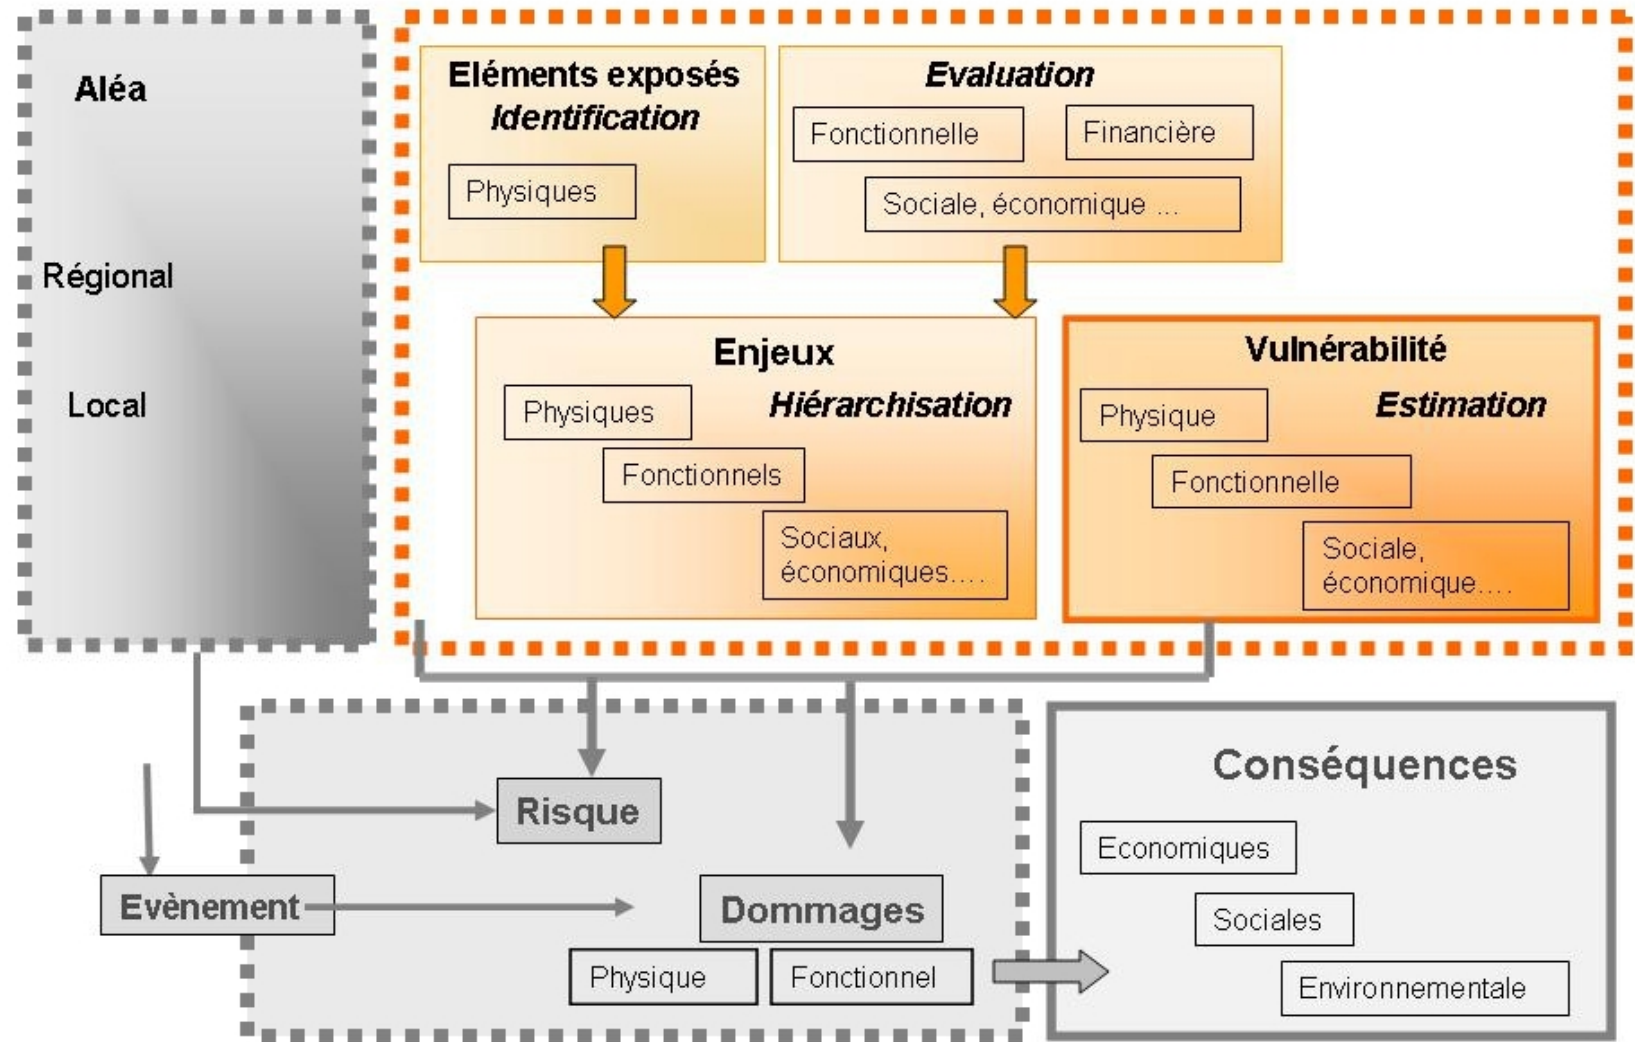 Aléa
Régional
Local
Eléments exposés
Identification
Physiques
Evaluation
Fonctionnelle
Financière
Sociale, économique ...
Enjeux
Hiérarchisation
Physiques
Fonctionnels
Sociaux,
économiques....
Vulnérabilité
Estimation
Physique
Fonctionnelle
Sociale,
économique....
Risque
Evènement
Dommages
Physique
Fonctionnel
Conséquences
Economiques
Sociales
Environnementale